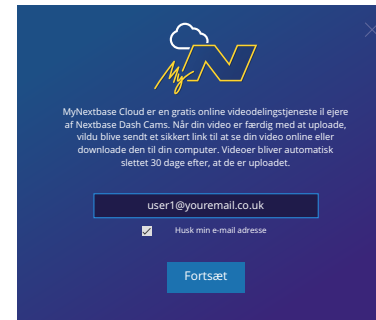 My N
MyNextbase Cloud er en gratis online videodelingstjeneste til ejere
af Nextbase Dash Cams. Når din video er færdig med at uploade,
vildu blive sendt et sikkert link til at se din video online eller
downloade den til din computer. Videoer bliver automatisk
slettet 30 dage efter, at de er uploadet.
user1@youremail.co.uk
Husk min e-mail adresse
Fortsæt